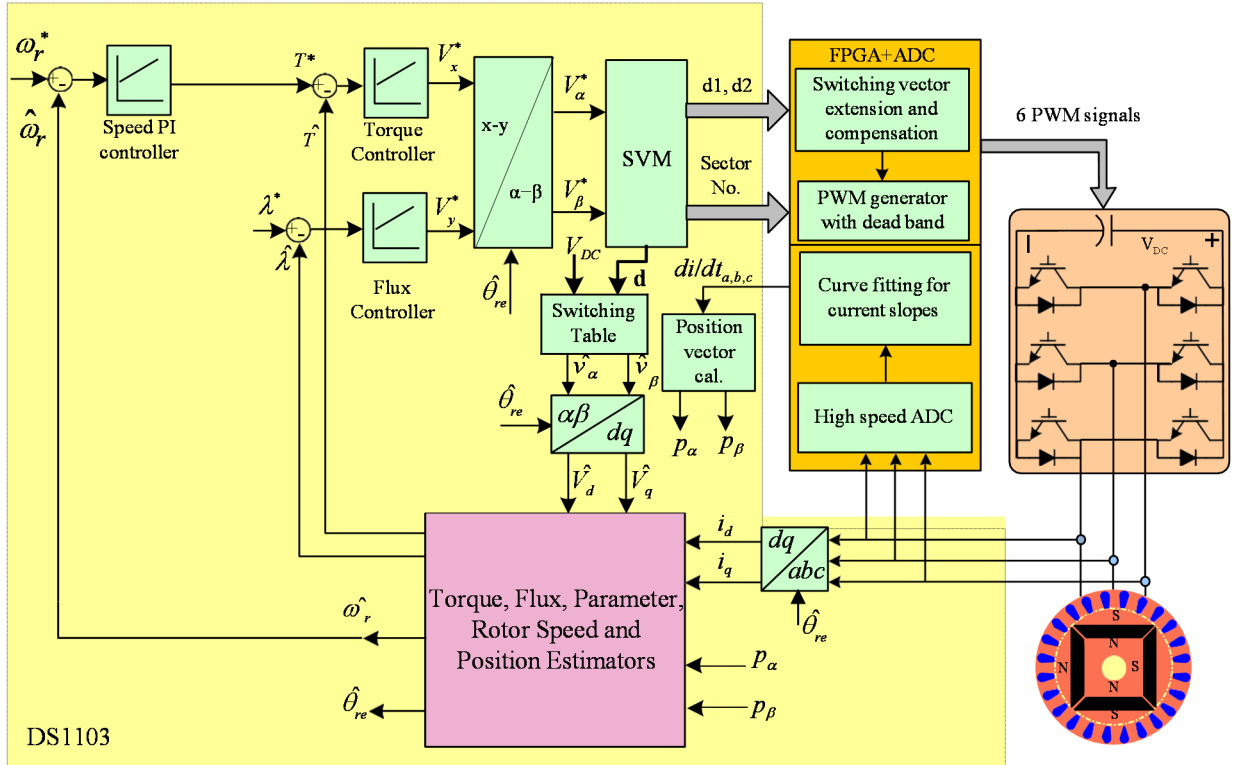 ω_r^*
T*
V_x^*
V_α^*
d1, d2
FPGA+ADC
Switching vector
extension and
compensation
6 PWM signals
ω̂_r
Speed PI
controller
T̂
Torque
Controller
x-y
α−β
SVM
Sector
No.
PWM generator
with dead band
λ^*
λ̂
V_y^*
V_β^*
Flux
Controller
θ̂_re
V_DC
d
di/dt_a,b,c
Curve fitting for
current slopes
V_DC
+
Switching
Table
Position
vector
cal.
v̂_α
v̂_β
θ̂_re
αβ
dq
p_α
p_β
High speed ADC
V̂_d
V̂_q
i_d
i_q
dq
abc
θ̂_re
Torque, Flux, Parameter,
Rotor Speed and
Position Estimators
ω̂_r
θ̂_re
p_α
p_β
S
N
N
S
N
S
DS1103